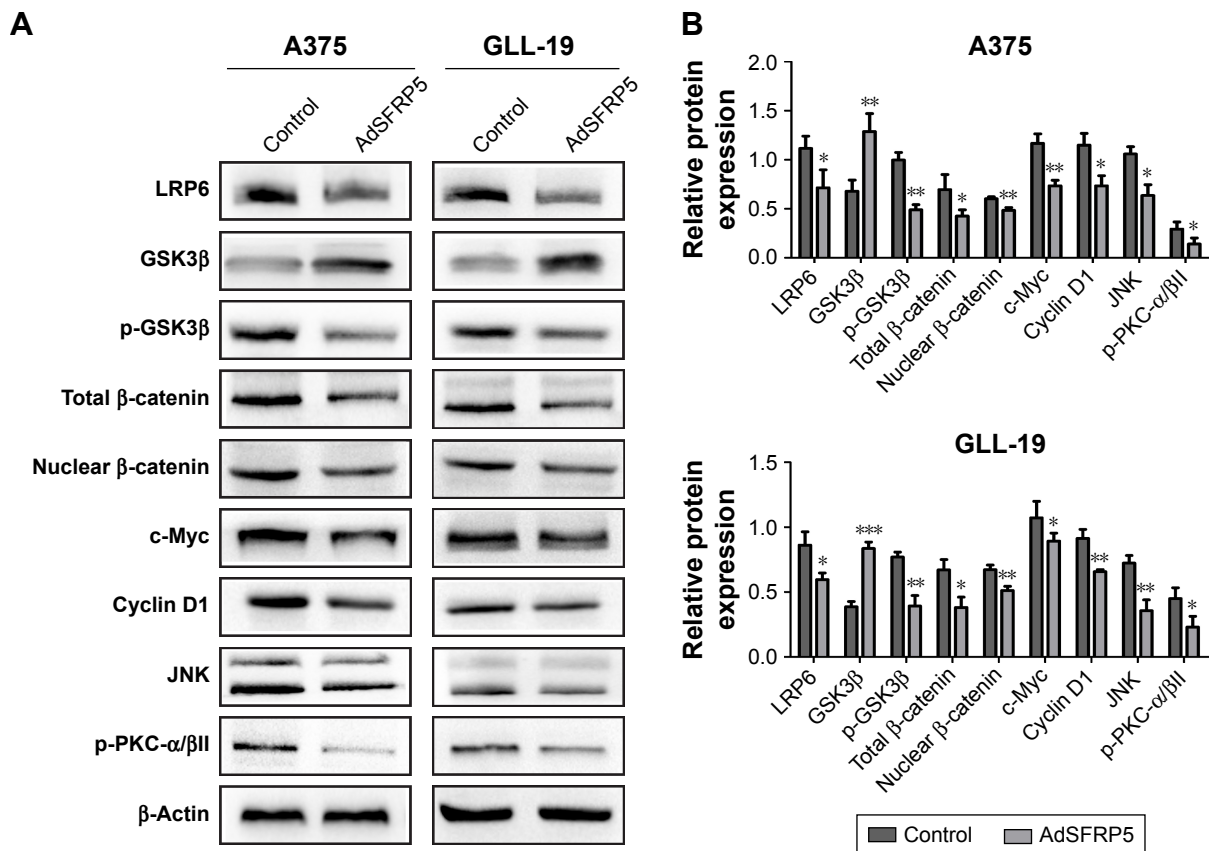 A
A375 GLL-19
Control AdSFRP5 Control AdSFRP5
LRP6
GSK3β
p-GSK3β
Total β-catenin
Nuclear β-catenin
c-Myc
Cyclin D1
JNK
p-PKC-α/βII
β-Actin
B
A375
Relative protein
expression
2.0
1.5
1.0
0.5
0.0
* ** ** * ** ** * * *
LRP6 GSK3β p-GSK3β Total β-catenin Nuclear β-catenin c-Myc Cyclin D1 JNK p-PKC-α/βII
GLL-19
Relative protein
expression
1.5
1.0
0.5
0.0
* *** ** * ** * ** ** *
LRP6 GSK3β p-GSK3β Total β-catenin Nuclear β-catenin c-Myc Cyclin D1 JNK p-PKC-α/βII
Control AdSFRP5